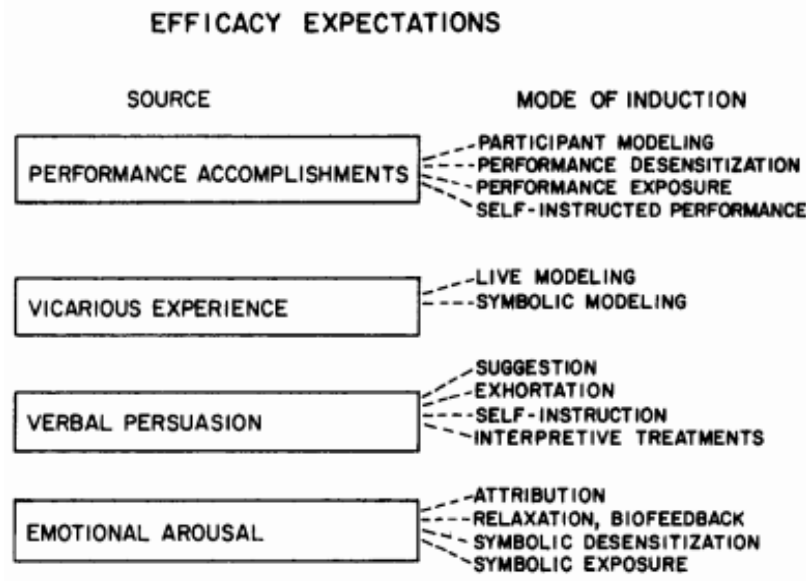 EFFICACY EXPECTATIONS
SOURCE
MODE OF INDUCTION
PERFORMANCE ACCOMPLISHMENTS
PARTICIPANT MODELING
PERFORMANCE DESENSITIZATION
PERFORMANCE EXPOSURE
SELF-INSTRUCTED PERFORMANCE
VICARIOUS EXPERIENCE
LIVE MODELING
SYMBOLIC MODELING
VERBAL PERSUASION
SUGGESTION
EXHORTATION
SELF-INSTRUCTION
INTERPRETIVE TREATMENTS
EMOTIONAL AROUSAL
ATTRIBUTION
RELAXATION, BIOFEEDBACK
SYMBOLIC DESENSITIZATION
SYMBOLIC EXPOSURE